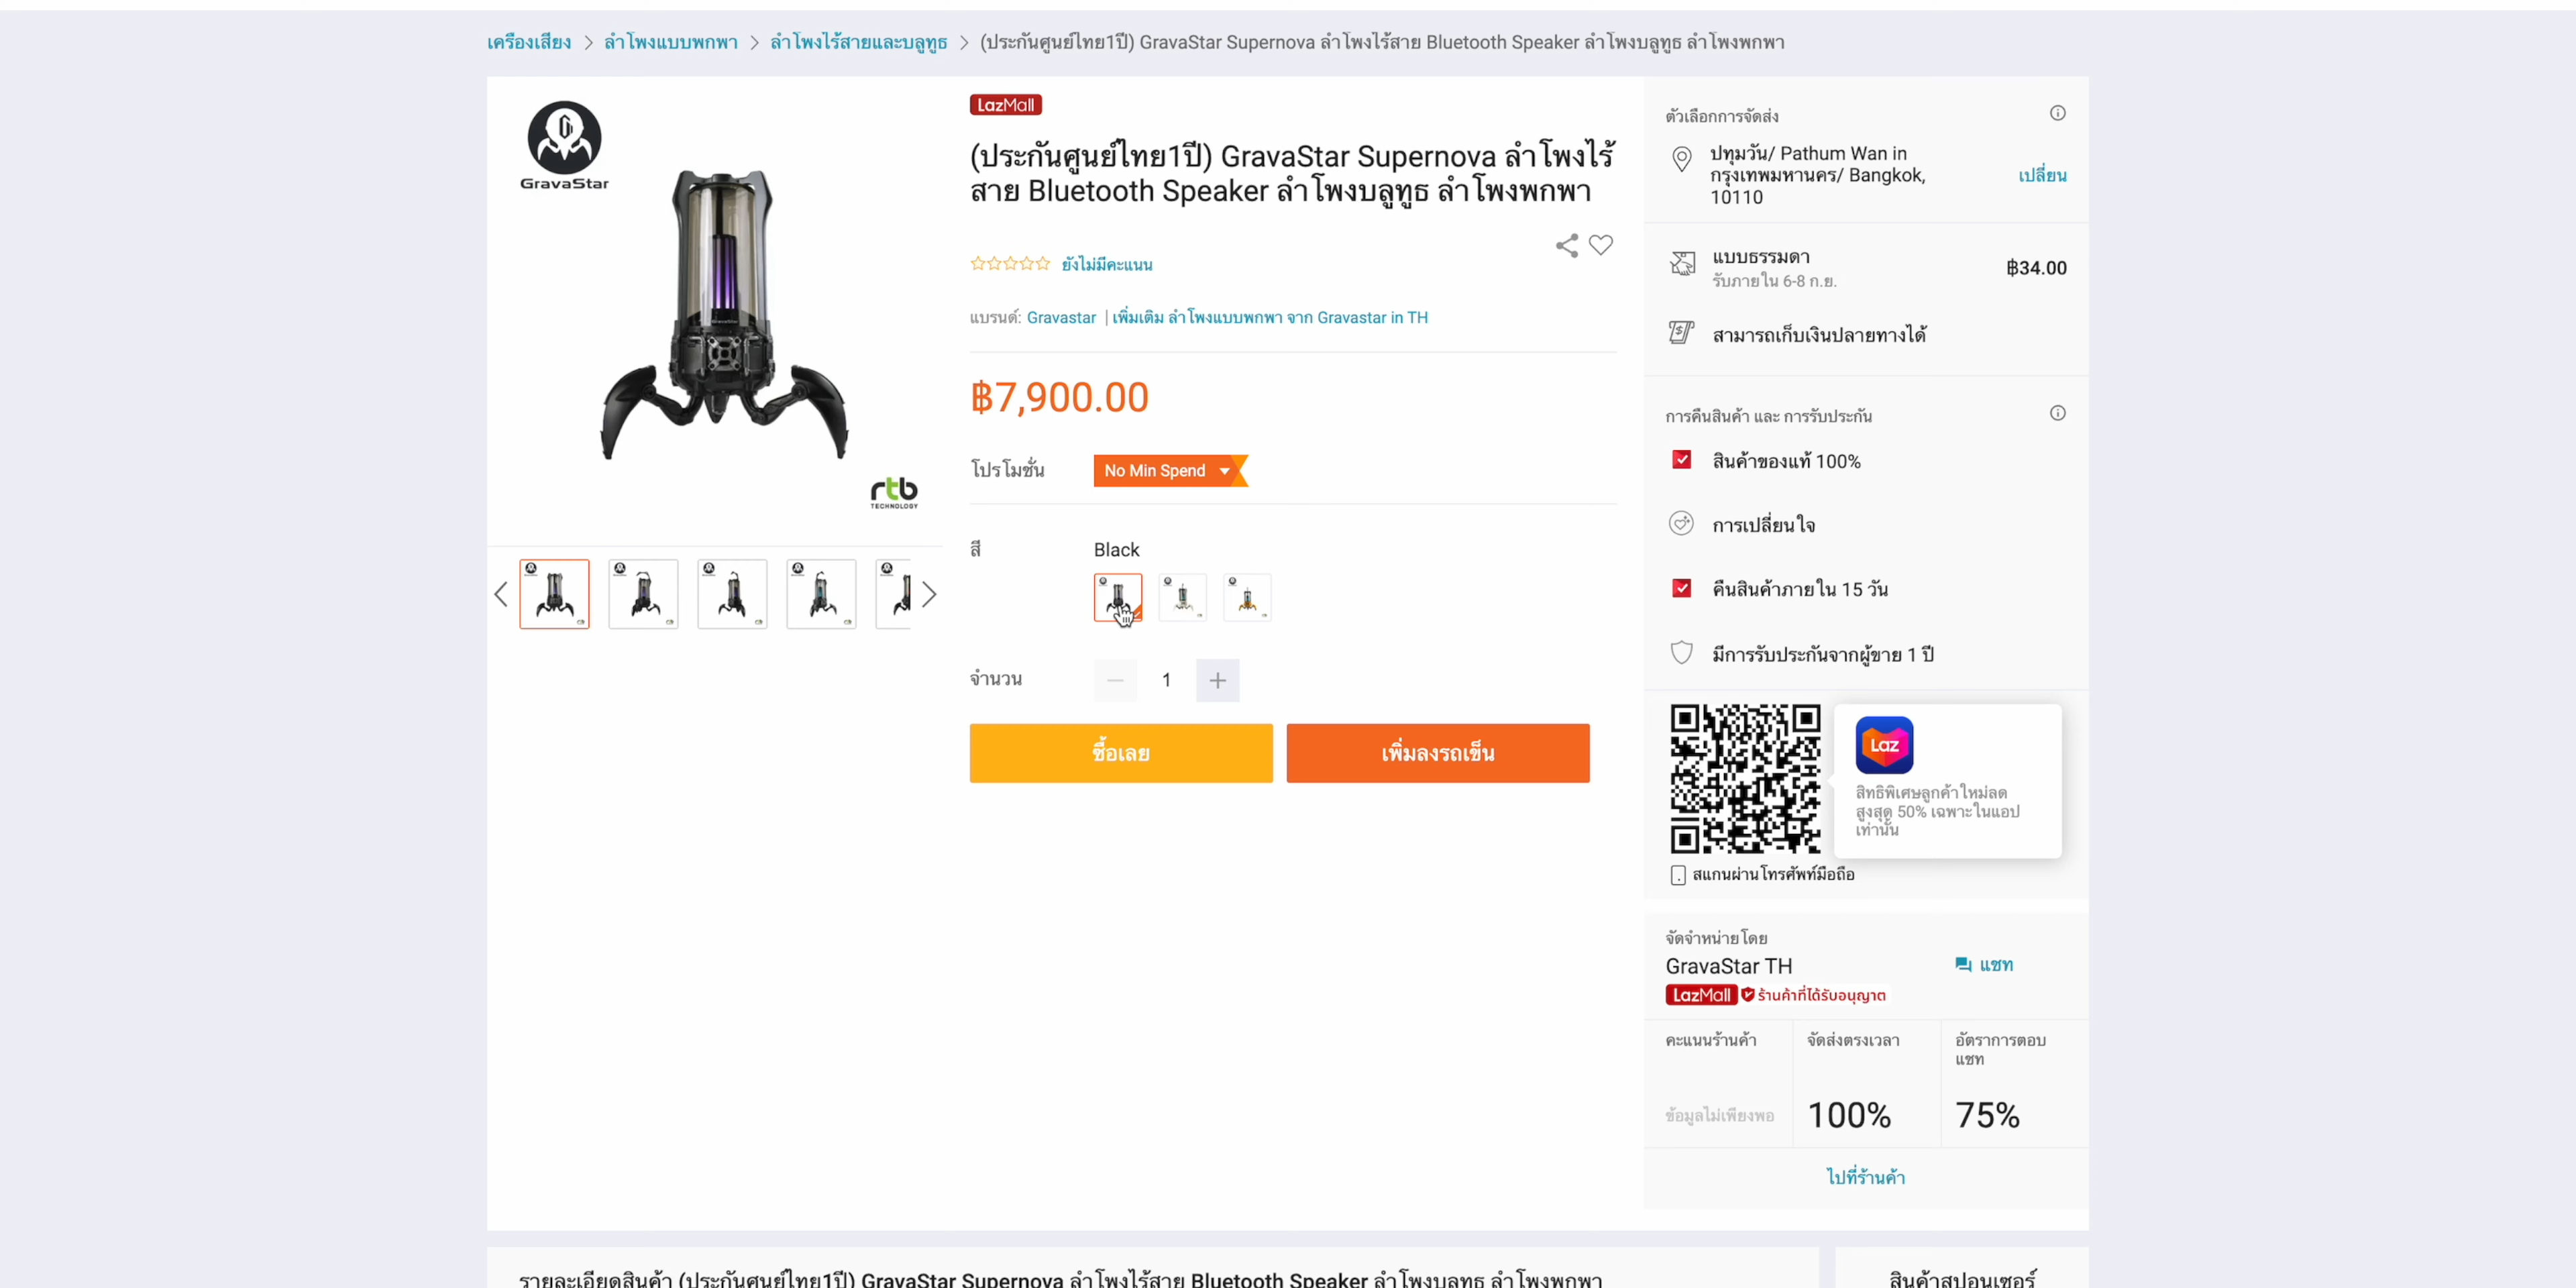 เครื่องเสียง > ลำโพงแบบพกพา > ลำโพงไร้สายและบลูทูธ > (ประกันศูนย์ไทย1ปี) GravaStar Supernova ลำโพงไร้สาย Bluetooth Speaker ลำโพงบลูทูธ ลำโพงพกพา
GravaStar
rtb
TECHNOLOGY
LazMall
(ประกันศูนย์ไทย1ปี) GravaStar Supernova ลำโพงไร้
สาย Bluetooth Speaker ลำโพงบลูทูธ ลำโพงพกพา
ยังไม่มีคะแนน
แบรนด์: Gravastar | เพิ่มเติม ลำโพงแบบพกพา จาก Gravastar in TH
฿7,900.00
โปรโมชั่น No Min Spend
สี Black
จำนวน 1
ซื้อเลย เพิ่มลงรถเข็น
ตัวเลือกการจัดส่ง
ปทุมวัน/ Pathum Wan in
กรุงเทพมหานคร/ Bangkok,
10110
เปลี่ยน
แบบธรรมดา ฿34.00
รับภายใน 6-8 ก.ย.
สามารถเก็บเงินปลายทางได้
การคืนสินค้า และ การรับประกัน
สินค้าของแท้ 100%
การเปลี่ยนใจ
คืนสินค้าภายใน 15 วัน
มีการรับประกันจากผู้ขาย 1 ปี
Laz
สิทธิพิเศษลูกค้าใหม่ลด
สูงสุด 50% เฉพาะในแอป
เท่านั้น
สแกนผ่านโทรศัพท์มือถือ
จัดจำหน่ายโดย
GravaStar TH แชท
LazMall ร้านค้าที่ได้รับอนุญาต
คะแนนร้านค้า จัดส่งตรงเวลา อัตราการตอบ
แชท
ข้อมูลไม่เพียงพอ 100% 75%
ไปที่ร้านค้า
รายละเอียดสินค้า (ประกันศูนย์ไทย1ปี) GravaStar Supernova ลำโพงไร้สาย Bluetooth Speaker ลำโพงบลูทูธ ลำโพงพกพา
สินค้าสปอนเซอร์